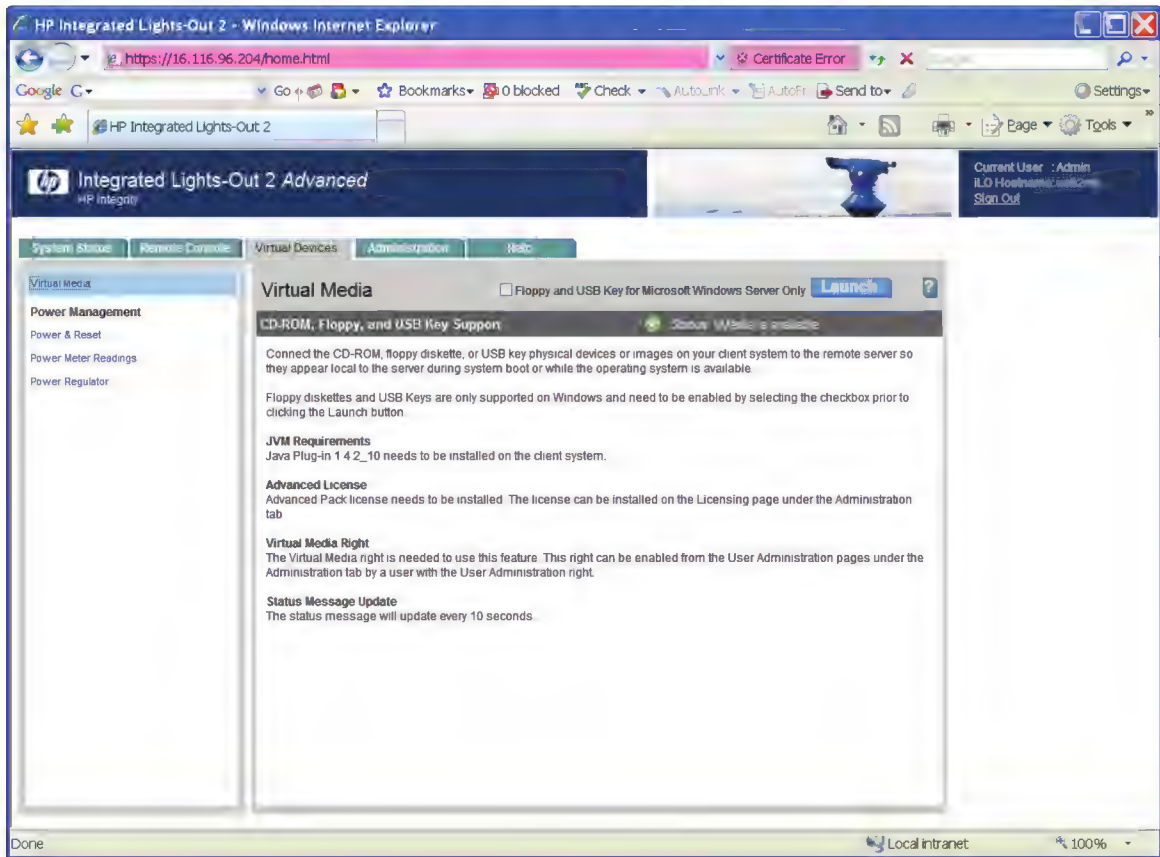 HP Integrated Lights-Out 2 - Windows Internet Explorer
https://16.116.96.204/home.html
Certificate Error
Google G
Go
Bookmarks
0 blocked
Check
AutoLink
AutoFi
Send to
Settings
HP Integrated Lights-Out 2
Page
Tools
hp
Integrated Lights-Out 2 Advanced
HP Integrity
Current User : Admin
iLO Hostname
Sign Out
System Status
Remote Console
Virtual Devices
Administration
Help
Virtual Media
Power Management
Power & Reset
Power Meter Readings
Power Regulator
Virtual Media
Floppy and USB Key for Microsoft Windows Server Only
Launch
?
CD-ROM, Floppy, and USB Key Support
Status: Media is available
Connect the CD-ROM, floppy diskette, or USB key physical devices or images on your client system to the remote server so
they appear local to the server during system boot or while the operating system is available
Floppy diskettes and USB Keys are only supported on Windows and need to be enabled by selecting the checkbox prior to
clicking the Launch button
JVM Requirements
Java Plug-in 1 4 2_10 needs to be installed on the client system.
Advanced License
Advanced Pack license needs to be installed The license can be installed on the Licensing page under the Administration
tab
Virtual Media Right
The Virtual Media right is needed to use this feature This right can be enabled from the User Administration pages under the
Administration tab by a user with the User Administration right.
Status Message Update
The status message will update every 10 seconds
Done
Local intranet
100%